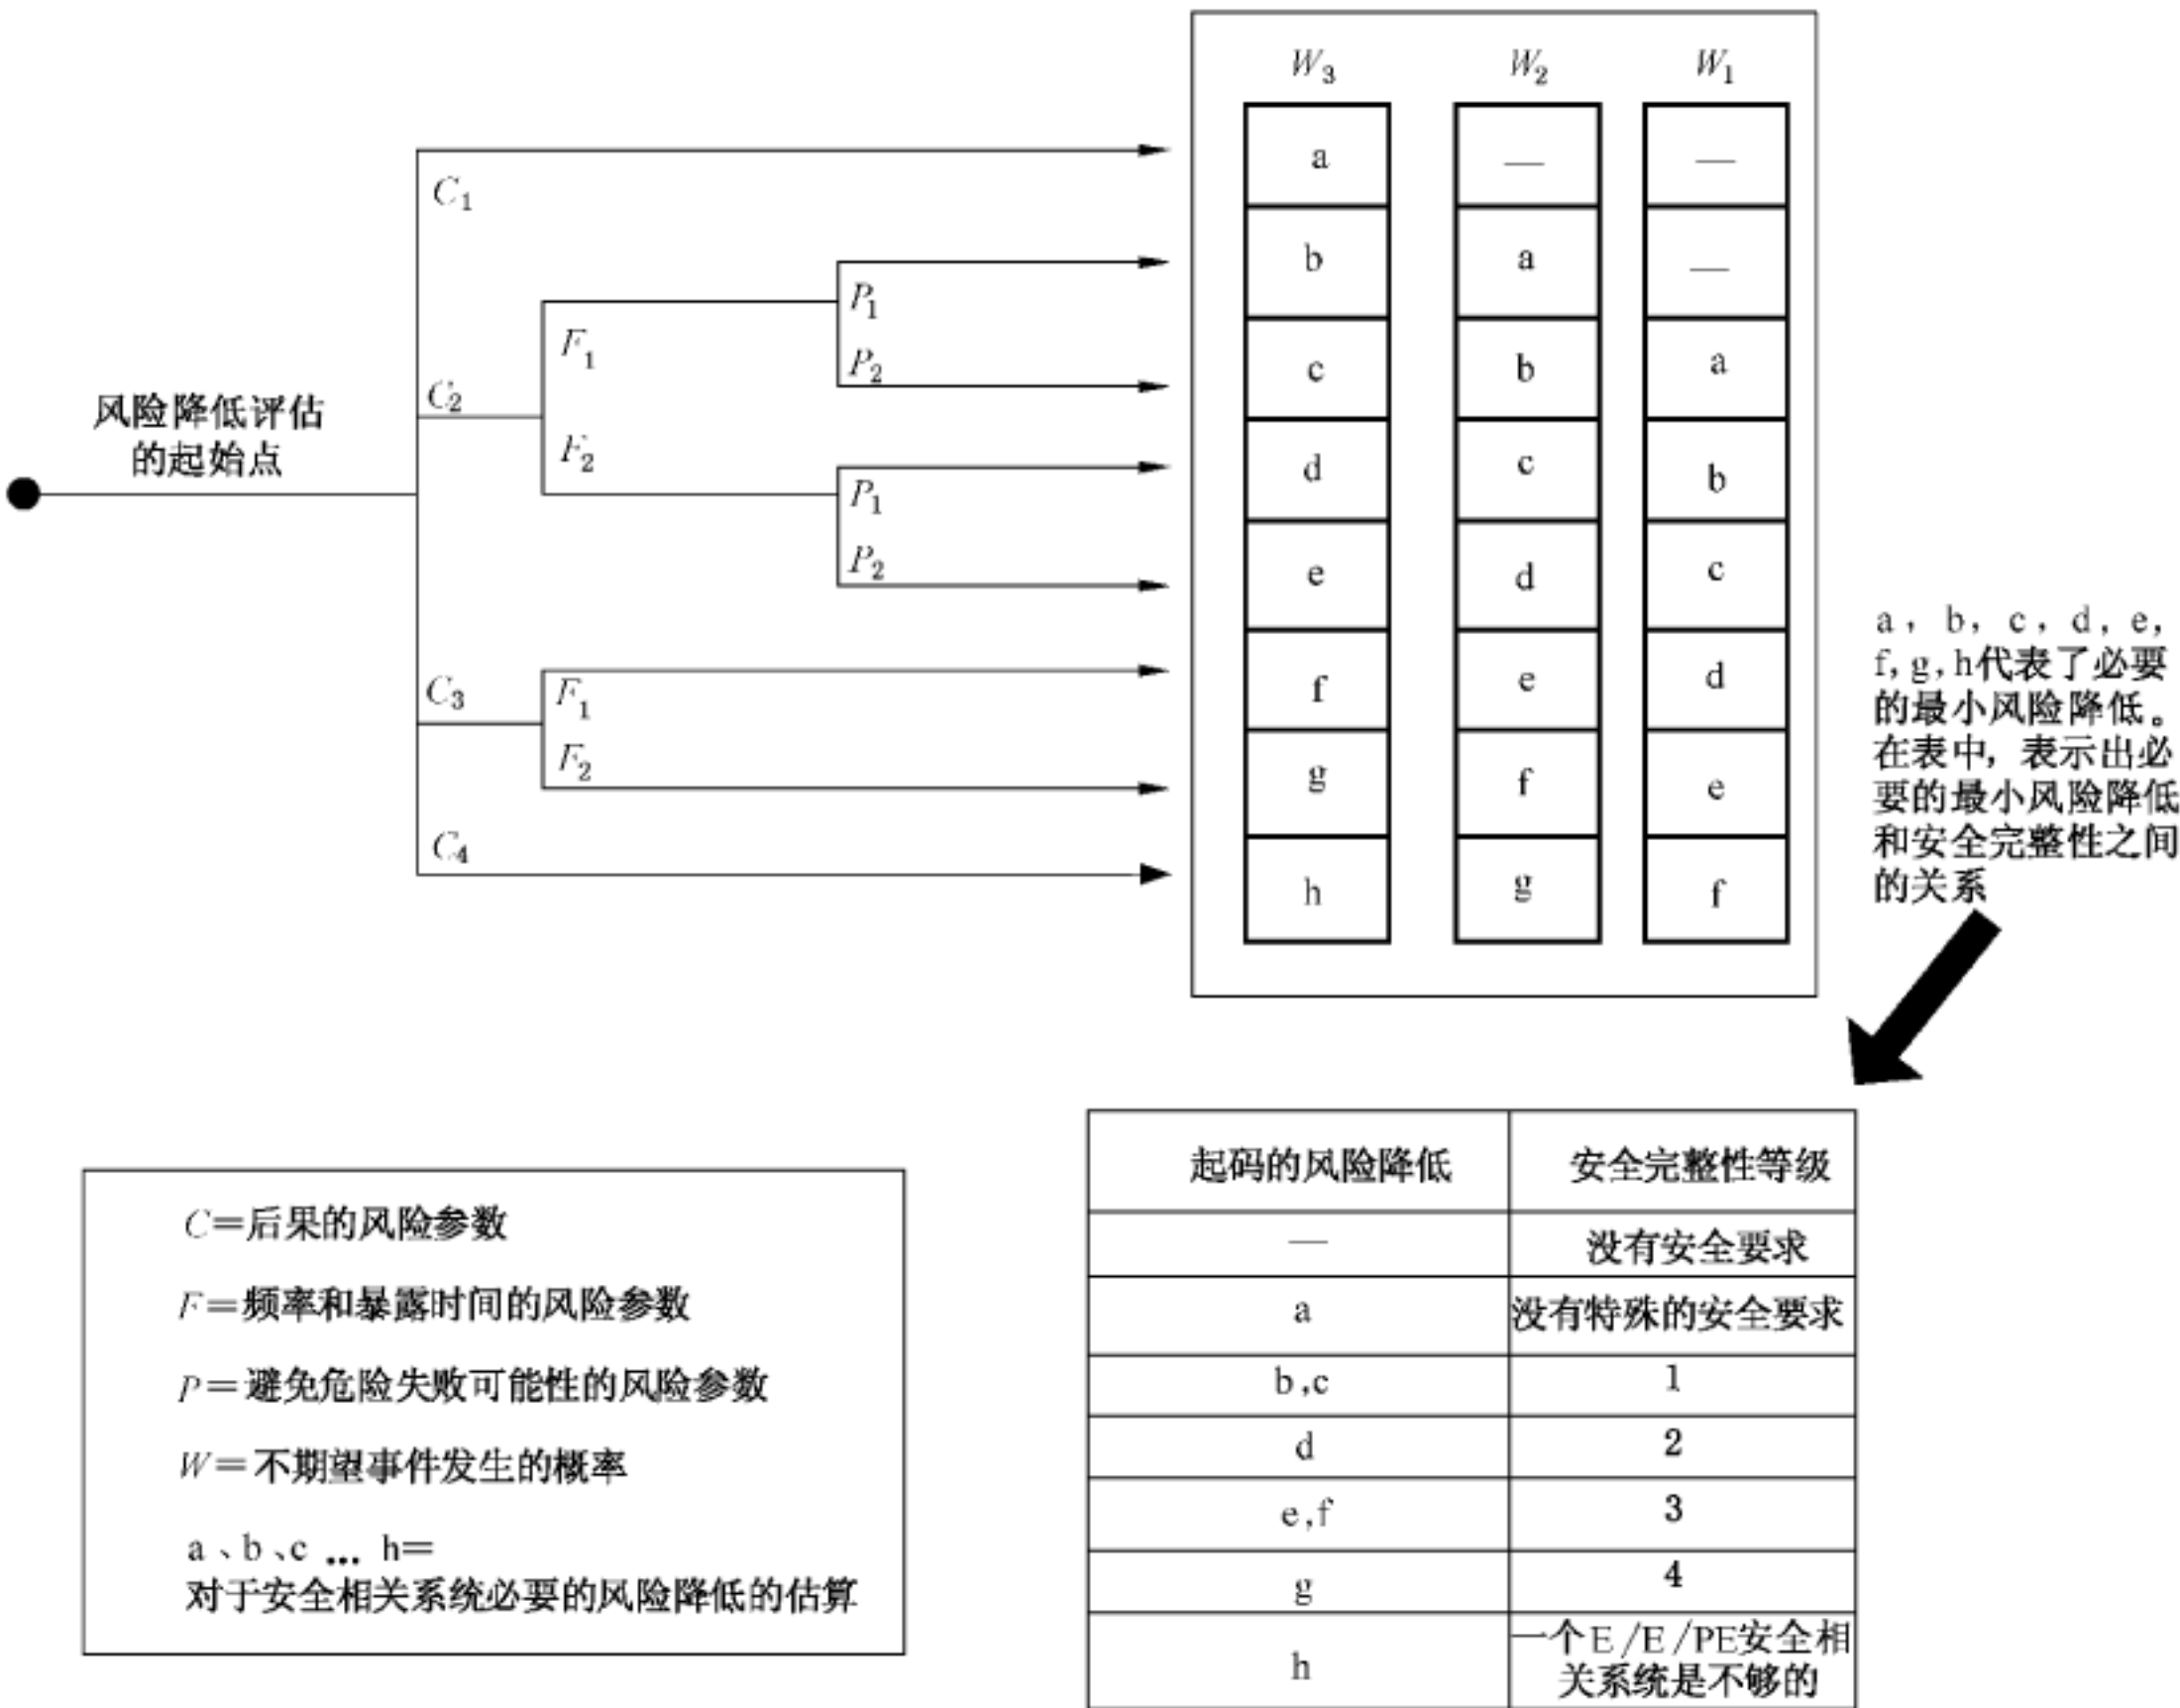 W₃ W₂ W₁
a — —
C₁
b a —
P₁
F₁
P₂
c b a
C₂
风险降低评估
的起始点
F₂
d c b
P₁
P₂
e d c
a, b, c, d, e,
f, g, h代表了必要
的最小风险降低。
在表中, 表示出必
要的最小风险降低
和安全完整性之间
的关系
C₃
F₁
f e d
F₂
g f e
C₄
h g f
C=后果的风险参数
F=频率和暴露时间的风险参数
P=避免危险失败可能性的风险参数
W=不期望事件发生的概率
a、b、c ... h=
对于安全相关系统必要的风险降低的估算
起码的风险降低 安全完整性等级
— 没有安全要求
a 没有特殊的安全要求
b,c 1
d 2
e,f 3
g 4
h 一个E/E/PE安全相
关系统是不够的